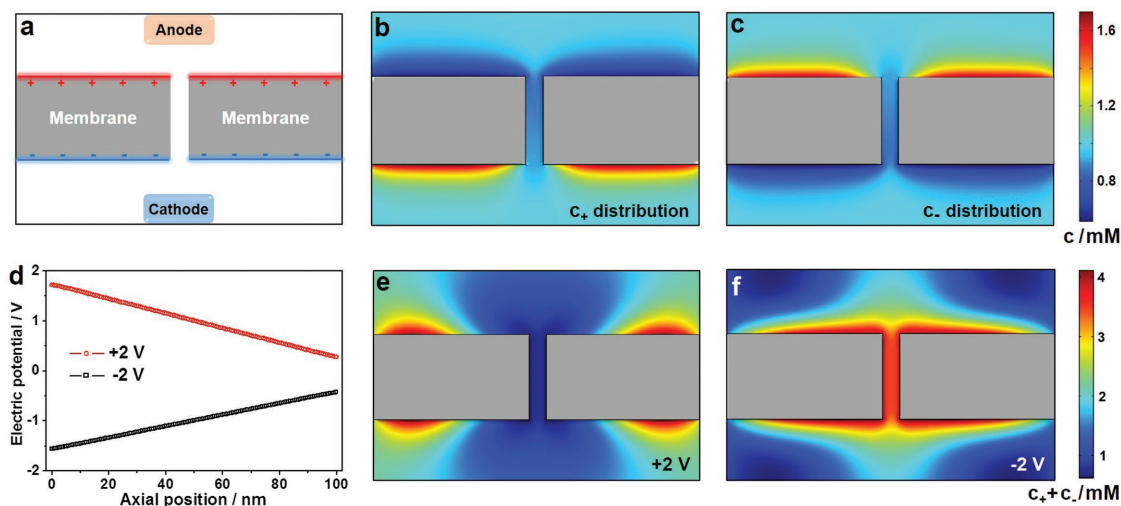 a
Anode
+ + + + + + + + + +
Membrane Membrane
- - - - - - - - - -
Cathode
b
c₊ distribution
c
c₋ distribution
1.6
1.2
0.8
c /mM
d
Electric potential / V
2
1
0
-1
-2
+2 V
-2 V
0 20 40 60 80 100
Axial position / nm
e
+2 V
f
-2 V
4
3
2
1
c₊+ c₋/mM